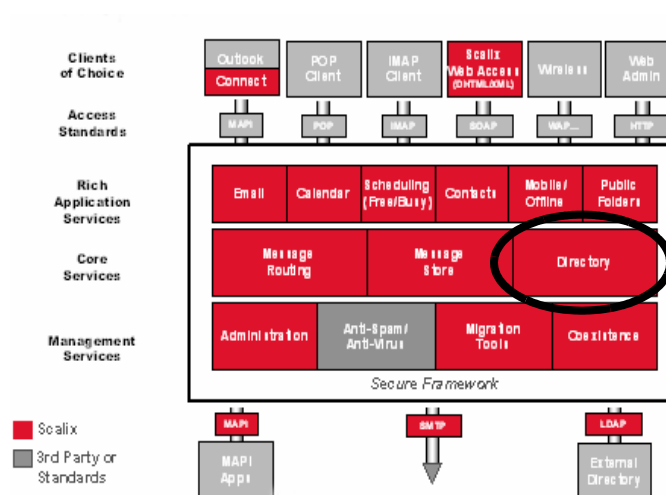 Clients
of Choice
Outlook
Connect
POP
Client
IMAP
Client
Scalix
Web Access
(DHTML/XML)
Wireless
Web
Admin
Access
Standards
MAPI
POP
IMAP
SOAP
WAP...
HTTP
Rich
Application
Services
Email
Calendar
Scheduling
(Free/Busy)
Contacts
Mobile/
Offline
Public
Folders
Core
Services
Message
Routing
Message
Store
Directory
Management
Services
Administration
Anti-Spam/
Anti-Virus
Migration
Tools
Coexistence
Secure Framework
Scalix
3rd Party or
Standards
MAPI
SMTP
LDAP
MAPI
Apps
External
Directory